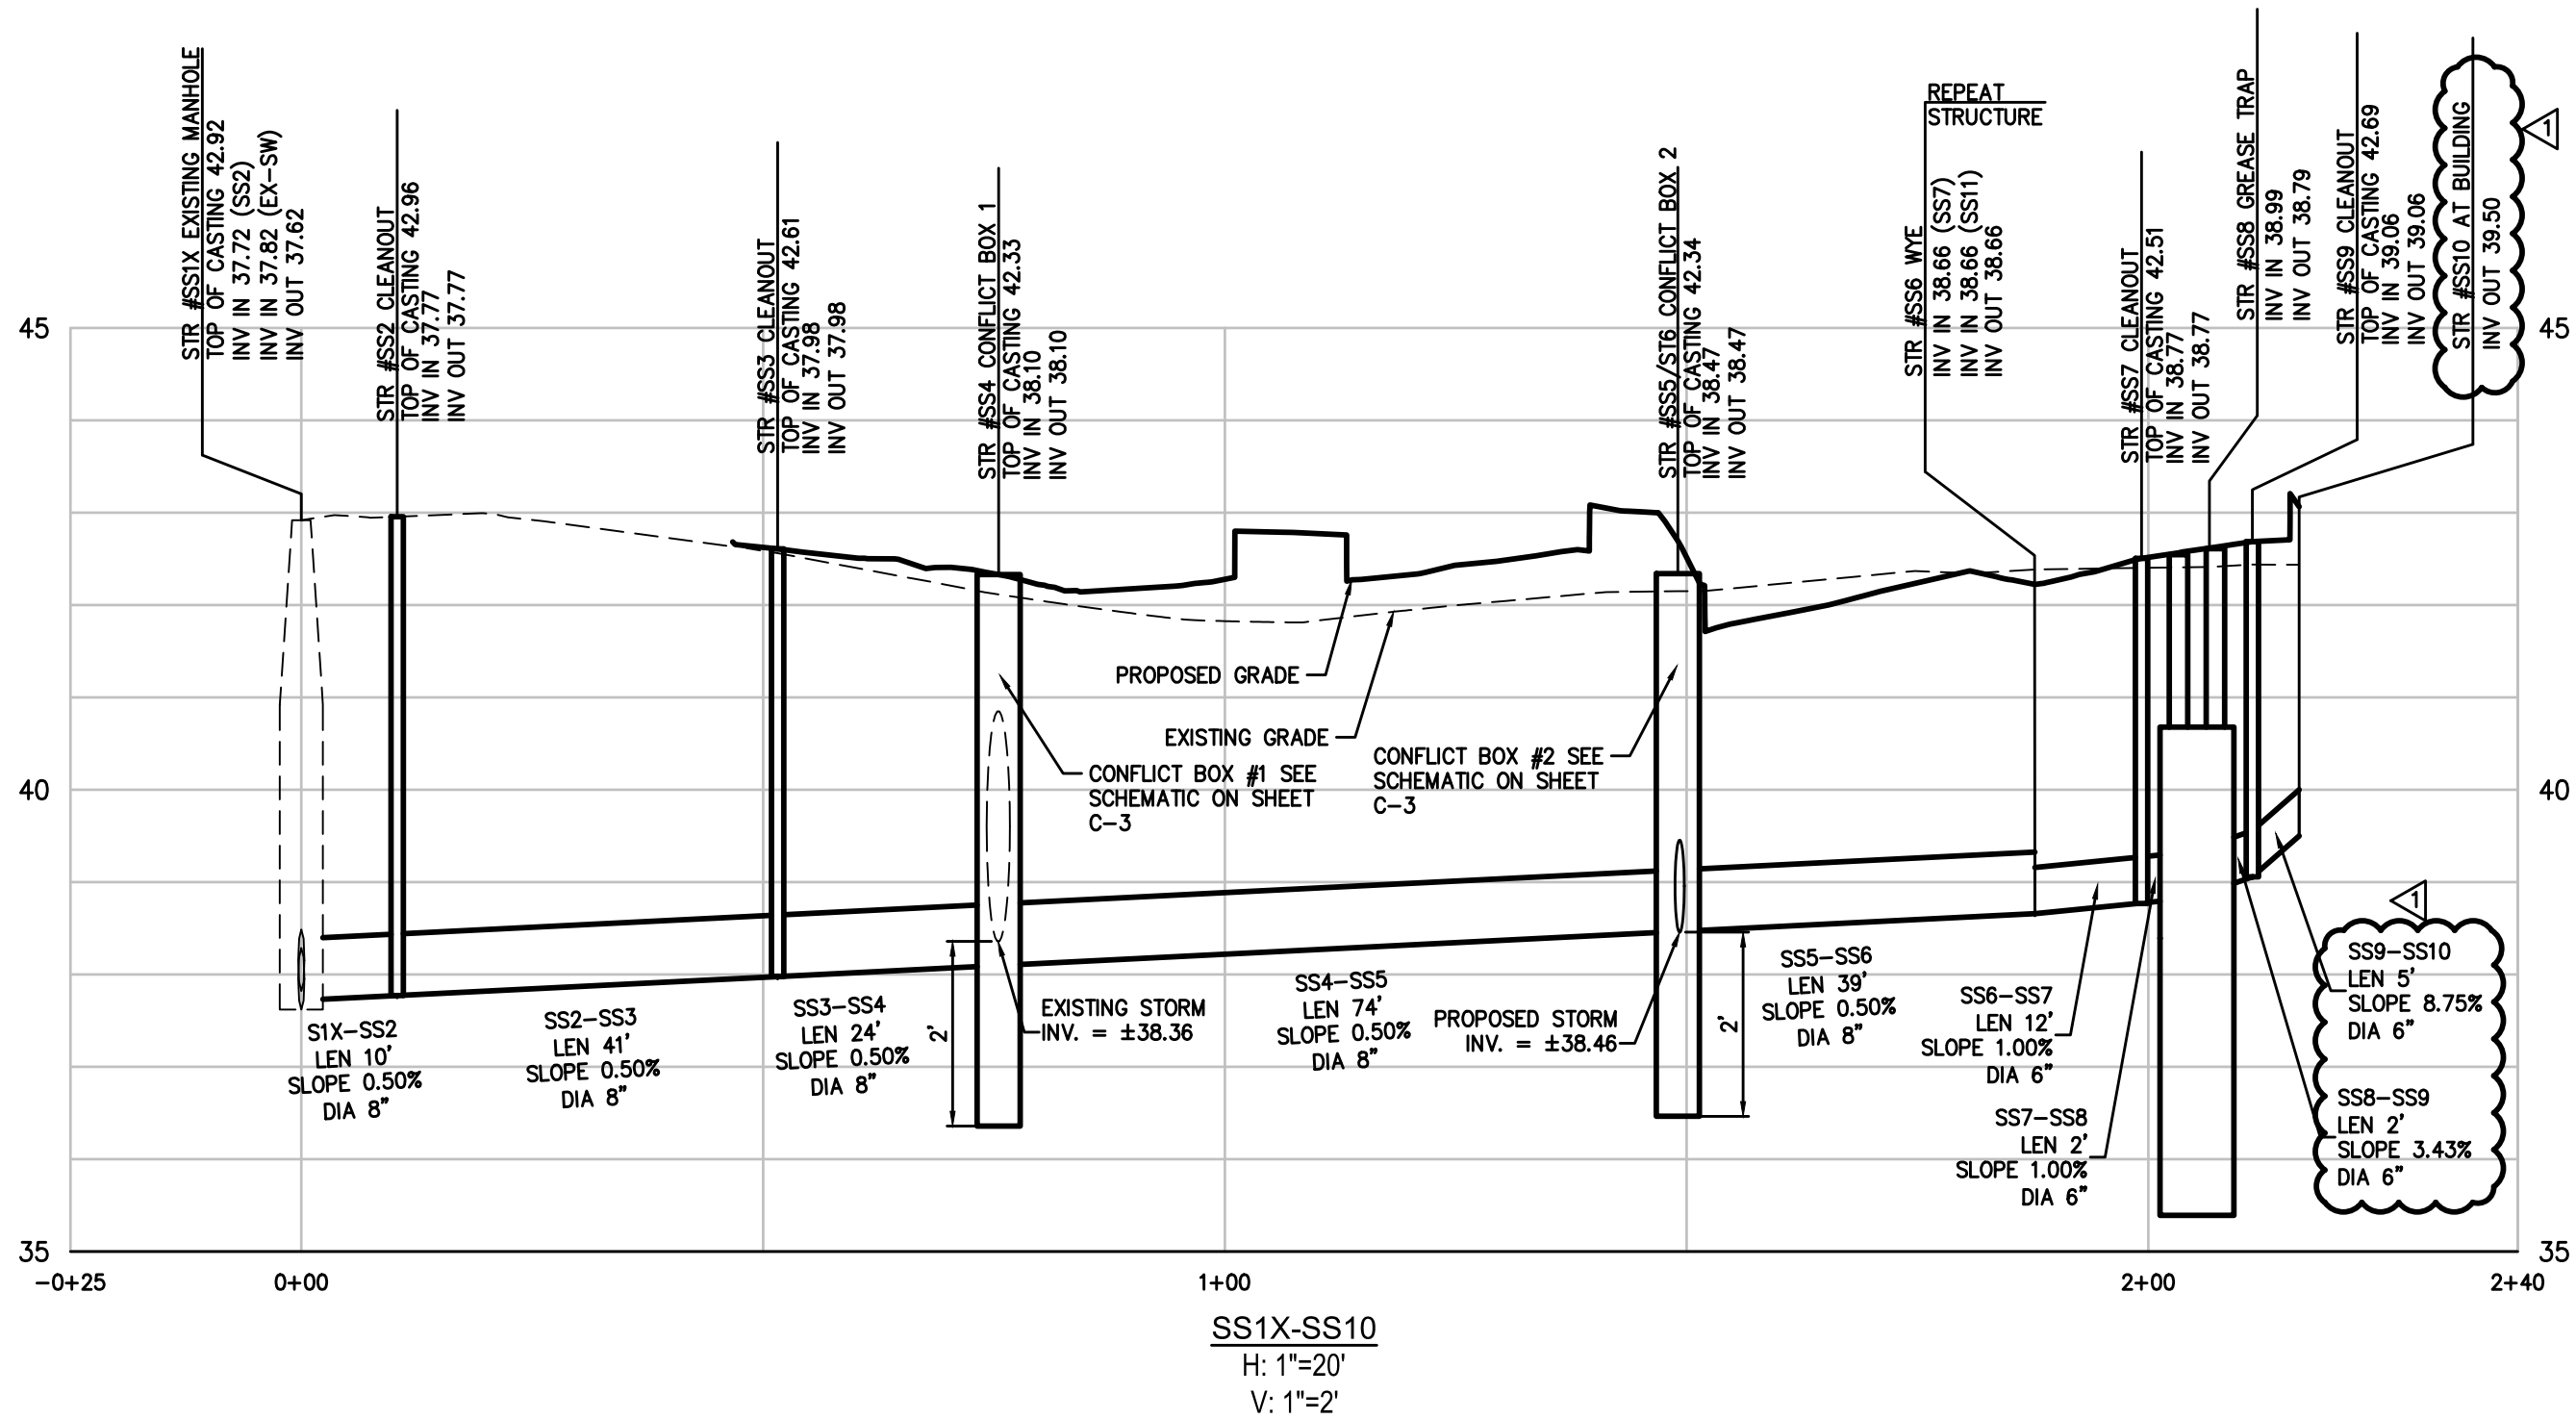 STR #SS1X EXISTING MANHOLE
TOP OF CASTING 42.92
INV IN 37.72 (SS2)
INV IN 37.82 (EX-SW)
INV OUT 37.62
STR #SS2 CLEANOUT
TOP OF CASTING 42.96
INV IN 37.77
INV OUT 37.77
STR #SS3 CLEANOUT
TOP OF CASTING 42.61
INV IN 37.98
INV OUT 37.98
STR #SS4 CONFLICT BOX 1
TOP OF CASTING 42.33
INV IN 38.10
INV OUT 38.10
STR #SS5/ST6 CONFLICT BOX 2
TOP OF CASTING 42.34
INV IN 38.47
INV OUT 38.47
REPEAT
STRUCTURE
STR #SS6 WYE
INV IN 38.66 (SS7)
INV IN 38.66 (SS11)
INV OUT 38.66
STR #SS7 CLEANOUT
TOP OF CASTING 42.51
INV IN 38.77
INV OUT 38.77
STR #SS8 GREASE TRAP
INV IN 38.99
INV OUT 38.79
STR #SS9 CLEANOUT
TOP OF CASTING 42.69
INV IN 39.06
INV OUT 39.06
STR #SS10 AT BUILDING
INV OUT 39.50
1
45
45
PROPOSED GRADE
EXISTING GRADE
CONFLICT BOX #1 SEE
SCHEMATIC ON SHEET
C-3
CONFLICT BOX #2 SEE
SCHEMATIC ON SHEET
C-3
40
40
S1X-SS2
LEN 10'
SLOPE 0.50%
DIA 8"
SS2-SS3
LEN 41'
SLOPE 0.50%
DIA 8"
SS3-SS4
LEN 24'
SLOPE 0.50%
DIA 8"
2'
EXISTING STORM
INV. = ±38.36
SS4-SS5
LEN 74'
SLOPE 0.50%
DIA 8"
PROPOSED STORM
INV. = ±38.46
2'
SS5-SS6
LEN 39'
SLOPE 0.50%
DIA 8"
SS6-SS7
LEN 12'
SLOPE 1.00%
DIA 6"
SS7-SS8
LEN 2'
SLOPE 1.00%
DIA 6"
1
SS9-SS10
LEN 5'
SLOPE 8.75%
DIA 6"
SS8-SS9
LEN 2'
SLOPE 3.43%
DIA 6"
35
35
-0+25
0+00
1+00
2+00
2+40
SS1X-SS10
H: 1"=20'
V: 1"=2'